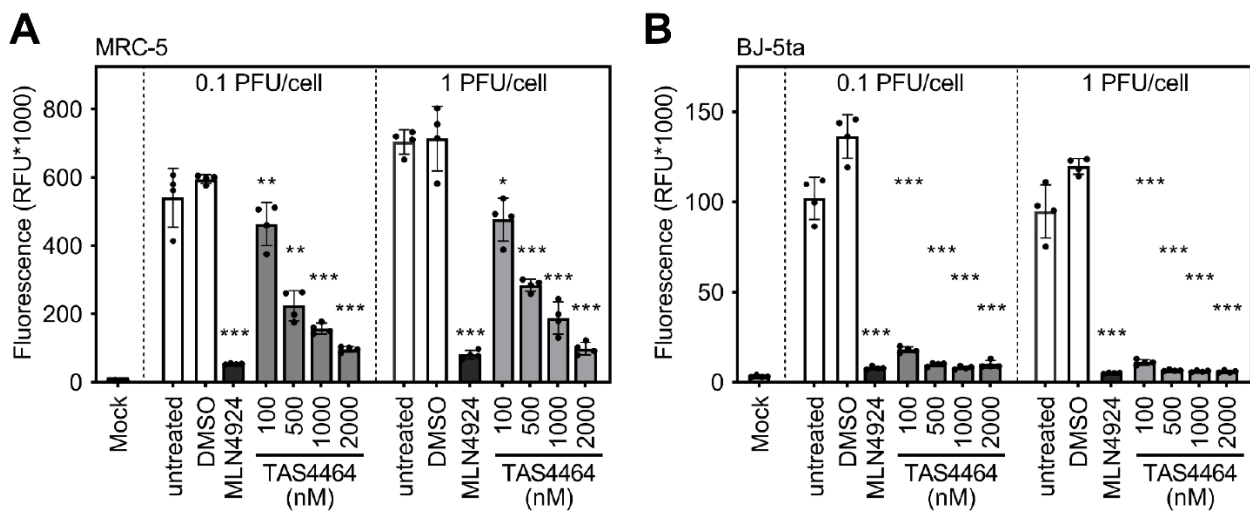 A
MRC-5
0.1 PFU/cell
1 PFU/cell
Fluorescence (RFU*1000)
800
600
400
200
0
***
**
**
***
***
***
*
***
***
***
Mock
untreated
DMSO
MLN4924
100
500
1000
2000
TAS4464
(nM)
untreated
DMSO
MLN4924
100
500
1000
2000
TAS4464
(nM)
B
BJ-5ta
0.1 PFU/cell
1 PFU/cell
Fluorescence (RFU*1000)
150
100
50
0
***
***
***
***
***
***
***
***
***
***
Mock
untreated
DMSO
MLN4924
100
500
1000
2000
TAS4464
(nM)
untreated
DMSO
MLN4924
100
500
1000
2000
TAS4464
(nM)